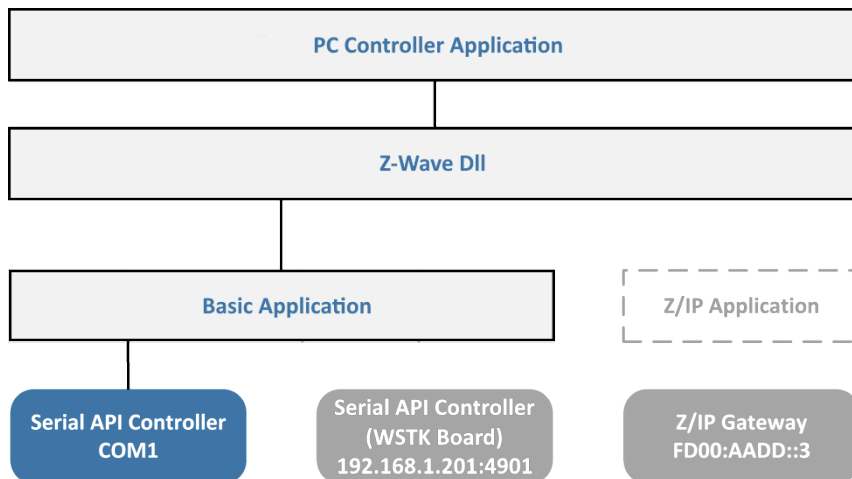 PC Controller Application
Z-Wave Dll
Basic Application
Z/IP Application
Serial API Controller
COM1
Serial API Controller
(WSTK Board)
192.168.1.201:4901
Z/IP Gateway
FD00:AADD::3